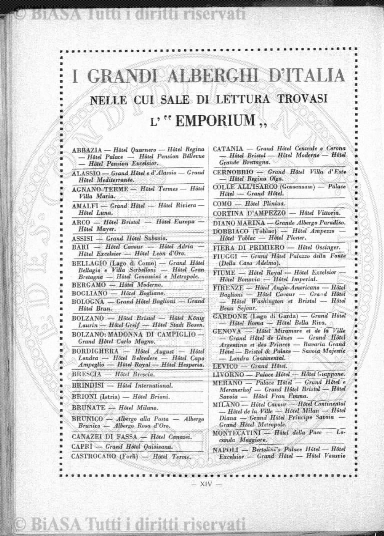 © BIASA Tutti i diritti riservati
I GRANDI ALBERGHI D'ITALIA
NELLE CUI SALE DI LETTURA TROVASI
L' “ EMPORIUM „
ABBAZIA — Hôtel Quarnero — Hôtel Regina
— Hôtel Palace — Hôtel Pension Bellevue
— Hôtel Pension Excelsior.
ALASSIO — Grand Hôtel e d'Alassio — Grand
Hôtel Mediterranée.
AGNANO-TERME — Hôtel Termes — Hôtel
Villa Maria.
AMALFI — Grand Hôtel — Hôtel Riviera —
Hôtel Luna.
ARCO — Hôtel Bristol — Hôtel Europa —
Hôtel Mayer.
ASSISI — Grand Hôtel Subasio.
BARI — Hôtel Cavour — Hôtel Adria —
Hôtel Excelsior — Hôtel Leon d'Oro.
BELLAGIO (Lago di Como) — Grand Hôtel
Bellagio e Villa Serbelloni — Hôtel Gran
Bretagna — Hôtel Genazzini e Metropole.
BERGAMO — Hôtel Moderno.
BOGLIANO — Hôtel Bogliano.
BOLOGNA — Grand Hôtel Baglioni — Grand
Hôtel Brun.
BOLZANO — Hôtel Bristol — Hôtel König
Laurin — Hôtel Greif — Hôtel Stadt Bozen.
BOLZANO-MADONNA DI CAMPIGLIO —
Grand Hôtel Carlo Magno.
BORDIGHERA — Hôtel August — Hôtel
Londra — Hôtel Belvedere — Hôtel Capo
Ampeglio — Hôtel Royal — Hôtel Hesperia.
BRESCIA — Hôtel Brescia.
BRINDISI — Hôtel International.
BRIONI (Istria) — Hôtel Brioni.
BRUNATE — Hôtel Milano.
BRUNICO — Albergo alla Posta — Albergo
Brunico — Albergo Rosa d'Oro.
CANAZEI DI FASSA — Hôtel Canazei.
CAPRI — Grand Hôtel Quisisana.
CASTROCARO (Forlì) — Hôtel Terme.
CATANIA — Grand Hôtel Centrale e Corona
— Hôtel Bristol — Hôtel Moderne — Hôtel
Grande Bretagne.
CERNOBBIO — Grand Hôtel Villa d'Este
— Hôtel Regina Olga.
COLLE ALL'ISARCO (Gossensass) — Palace
Hôtel — Grand Hôtel.
COMO — Hôtel Plinius.
CORTINA D'AMPEZZO — Hôtel Vittoria.
DIANO MARINA — Grande Albergo Paradiso.
DOBBIACO (Toblac) — Hôtel Ampezzo
— Hôtel Toblac — Hôtel Ploner.
FIERA DI PRIMIERO — Hôtel Orsinger.
FIUGGI — Grand Hôtel Palazzo della Fonte
(Della Casa Adelmo).
FIUME — Hôtel Royal — Hôtel Excelsior —
Hôtel Bonavia — Hôtel Imperial.
FIRENZE — Hôtel Anglo-Americano — Hôtel
Baglioni — Hôtel Cavour — Grand Hôtel
— Hôtel Washington et Bristol — Hôtel
Beau Sejour.
GARDONE (Lago di Garda) — Grand Hôtel
— Hôtel Roma — Hôtel Bella Riva.
GENOVA — Hôtel Miramare et de la Ville
— Grand Hôtel de Gênes — Grand Hôtel
Argentina et des Princes — Bavaria Grand
Hôtel — Bristol & Palace — Savoia Majestic
— Londra Continental.
LEVICO — Grand Hôtel.
LIVORNO — Palace Hôtel — Hôtel Giappone.
MERANO — Palace Hôtel — Grand Hôtel e
Meranerhof — Grand Hôtel Bristol — Hôtel
Savoia — Hôtel Frau Emma.
MILANO — Hôtel Cavour — Hôtel Continental
— Hôtel de la Ville — Hôtel Milan — Hôtel
Diana — Grand Hôtel Principe Savoia —
Grand Hôtel Metropole.
MONTECATINI — Hôtel della Pace — Lo-
canda Maggiore.
NAPOLI — Bertolini's Palace Hôtel — Hôtel
Excelsior — Grand Hôtel — Hôtel Vesuvio
— XIV —
© BIASA Tutti i diritti riservati